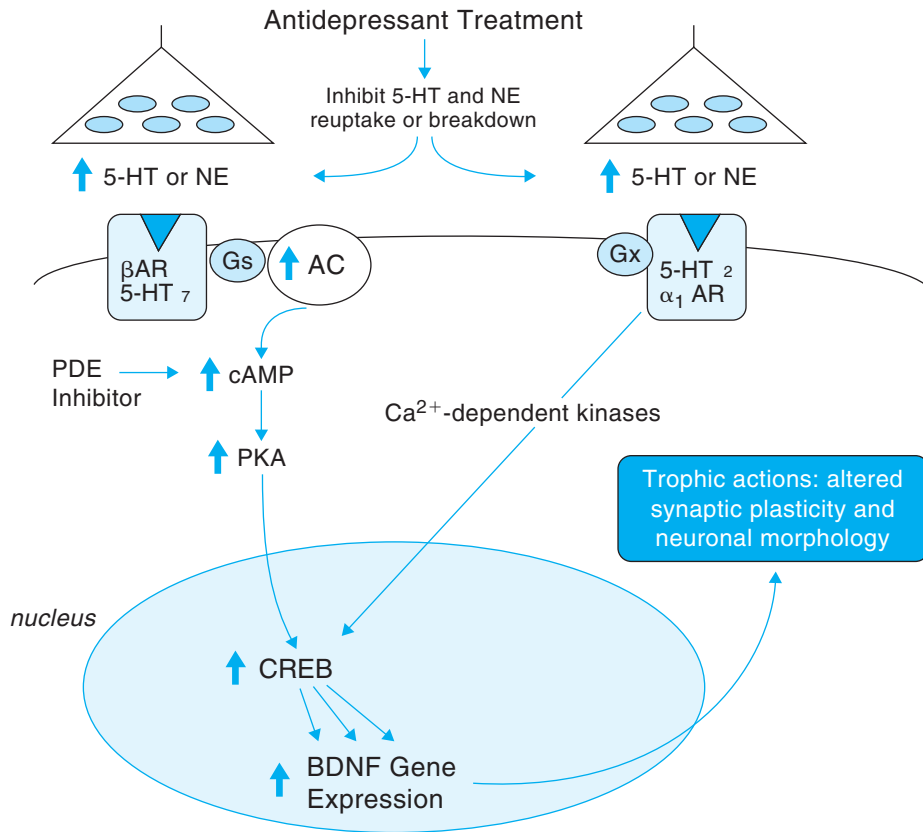 Antidepressant Treatment
Inhibit 5-HT and NE
reuptake or breakdown
5-HT or NE
5-HT or NE
βAR
5-HT 7
Gs
AC
Gx
5-HT 2
α1 AR
PDE
Inhibitor
cAMP
Ca2+-dependent kinases
PKA
Trophic actions: altered
synaptic plasticity and
neuronal morphology
nucleus
CREB
BDNF Gene
Expression